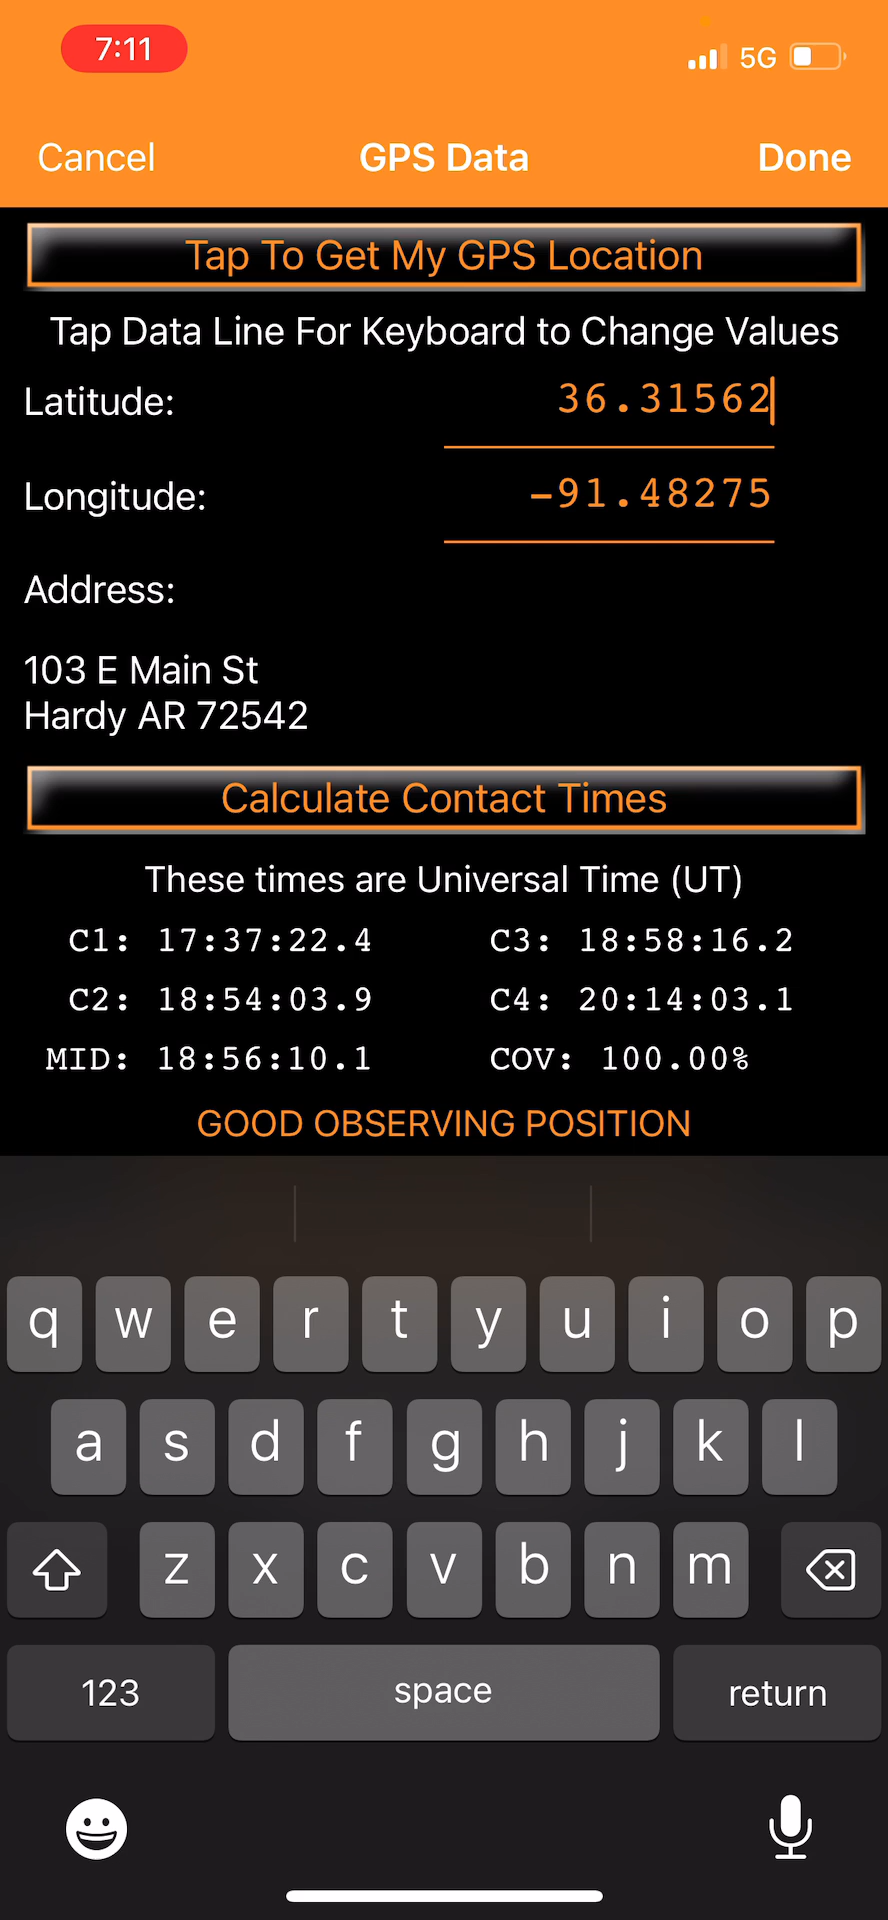 7:11
5G
Cancel GPS Data Done
Tap To Get My GPS Location
Tap Data Line For Keyboard to Change Values
Latitude: 36.31562
Longitude: -91.48275
Address:
103 E Main St
Hardy AR 72542
Calculate Contact Times
These times are Universal Time (UT)
C1: 17:37:22.4 C3: 18:58:16.2
C2: 18:54:03.9 C4: 20:14:03.1
MID: 18:56:10.1 COV: 100.00%
GOOD OBSERVING POSITION
q w e r t y u i o p
a s d f g h j k l
z x c v b n m
123 space return